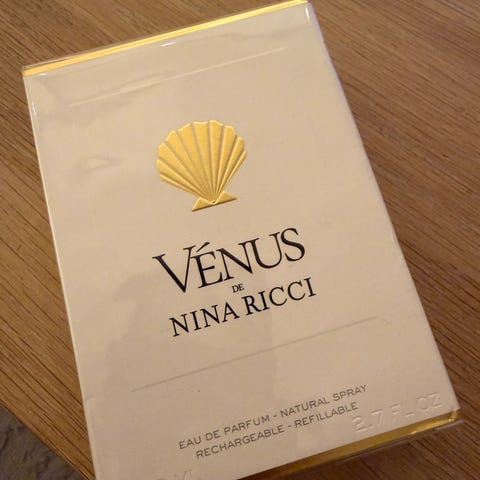 VÉNUS
DE
NINA RICCI
EAU DE PARFUM - NATURAL SPRAY
RECHARGEABLE - REFILLABLE
2.7 FL OZ